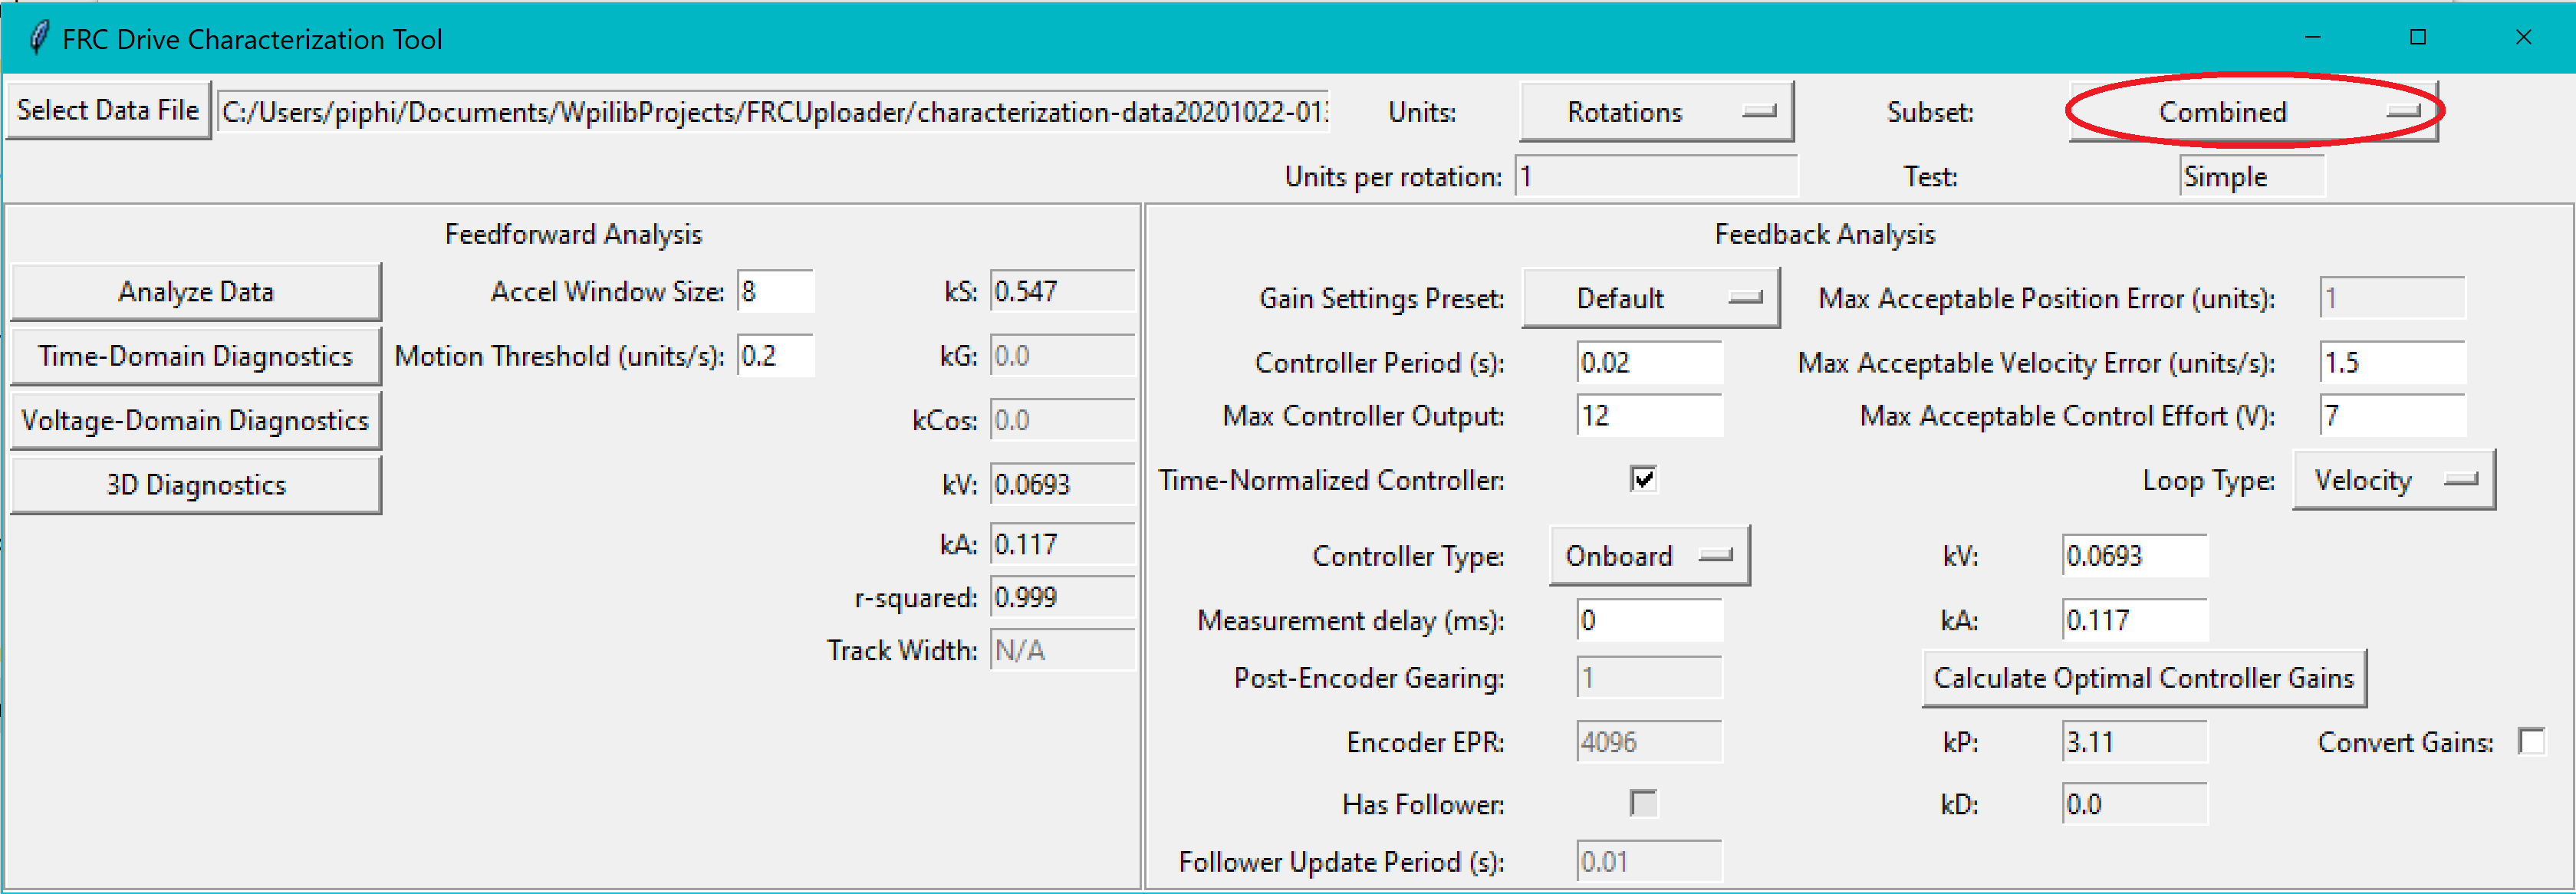 FRC Drive Characterization Tool
Select Data File C:/Users/piphi/Documents/WpilibProjects/FRCUploader/characterization-data20201022-013 Units: Rotations Subset: Combined
Units per rotation: 1 Test: Simple
Feedforward Analysis
Analyze Data Accel Window Size: 8 kS: 0.547
Time-Domain Diagnostics Motion Threshold (units/s): 0.2 kG: 0.0
Voltage-Domain Diagnostics kCos: 0.0
3D Diagnostics kV: 0.0693
kA: 0.117
r-squared: 0.999
Track Width: N/A
Feedback Analysis
Gain Settings Preset: Default Max Acceptable Position Error (units): 1
Controller Period (s): 0.02 Max Acceptable Velocity Error (units/s): 1.5
Max Controller Output: 12 Max Acceptable Control Effort (V): 7
Time-Normalized Controller: Loop Type: Velocity
Controller Type: Onboard kV: 0.0693
Measurement delay (ms): 0 kA: 0.117
Post-Encoder Gearing: 1 Calculate Optimal Controller Gains
Encoder EPR: 4096 kP: 3.11 Convert Gains:
Has Follower: kD: 0.0
Follower Update Period (s): 0.01